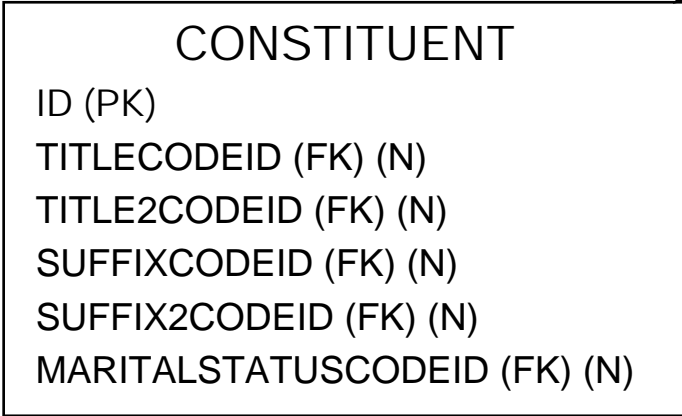 CONSTITUENT
ID (PK)
TITLECODEID (FK) (N)
TITLE2CODEID (FK) (N)
SUFFIXCODEID (FK) (N)
SUFFIX2CODEID (FK) (N)
MARITALSTATUSCODEID (FK) (N)